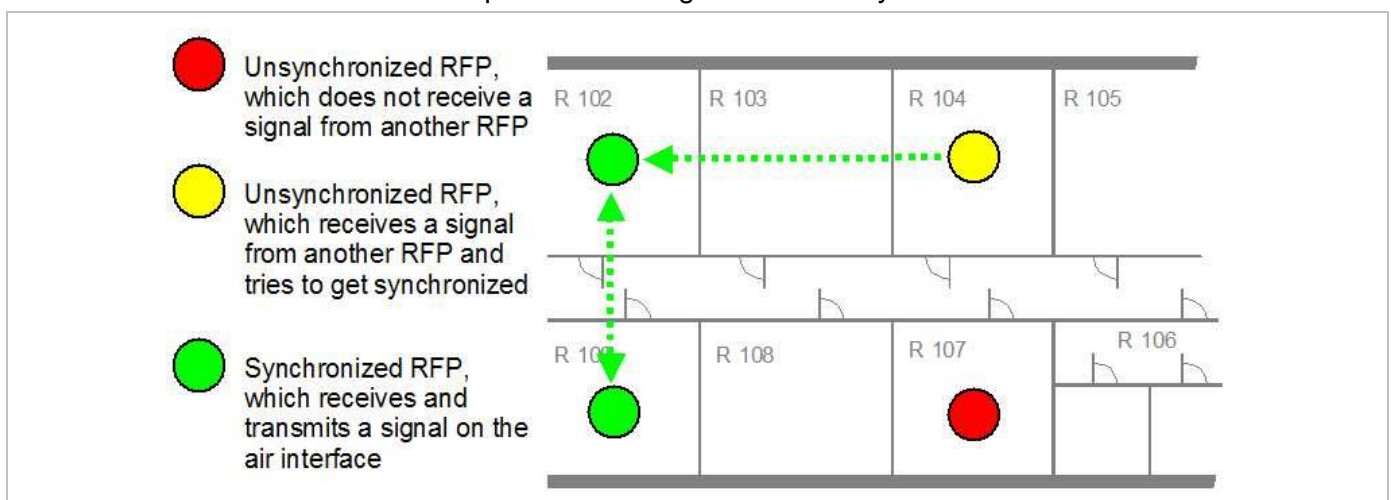 Unsynchronized RFP,
which does not receive a
signal from another RFP
Unsynchronized RFP,
which receives a signal
from another RFP and
tries to get synchronized
Synchronized RFP,
which receives and
transmits a signal on the
air interface
R 102
R 103
R 104
R 105
R 109
R 108
R 107
R 106